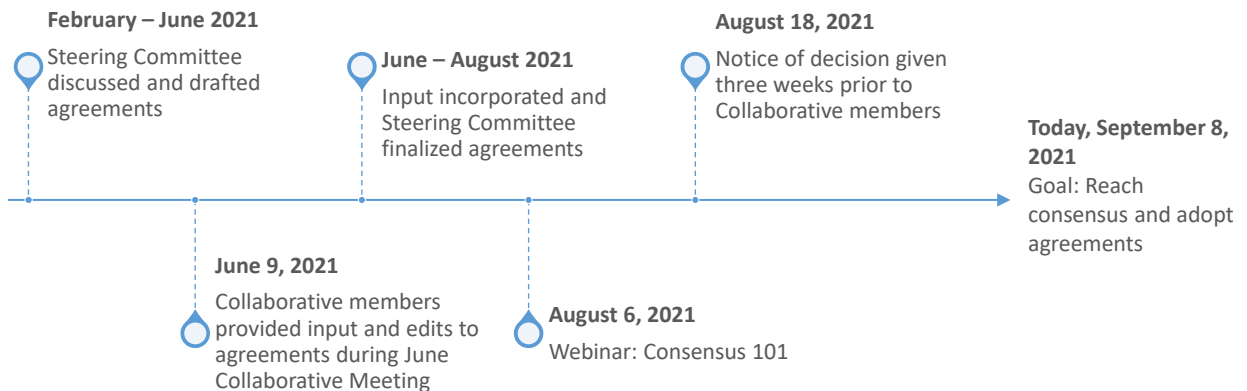 February – June 2021
Steering Committee
discussed and drafted
agreements
June 9, 2021
Collaborative members
provided input and edits to
agreements during June
Collaborative Meeting
June – August 2021
Input incorporated and
Steering Committee
finalized agreements
August 6, 2021
Webinar: Consensus 101
August 18, 2021
Notice of decision given
three weeks prior to
Collaborative members
Today, September 8,
2021
Goal: Reach
consensus and adopt
agreements